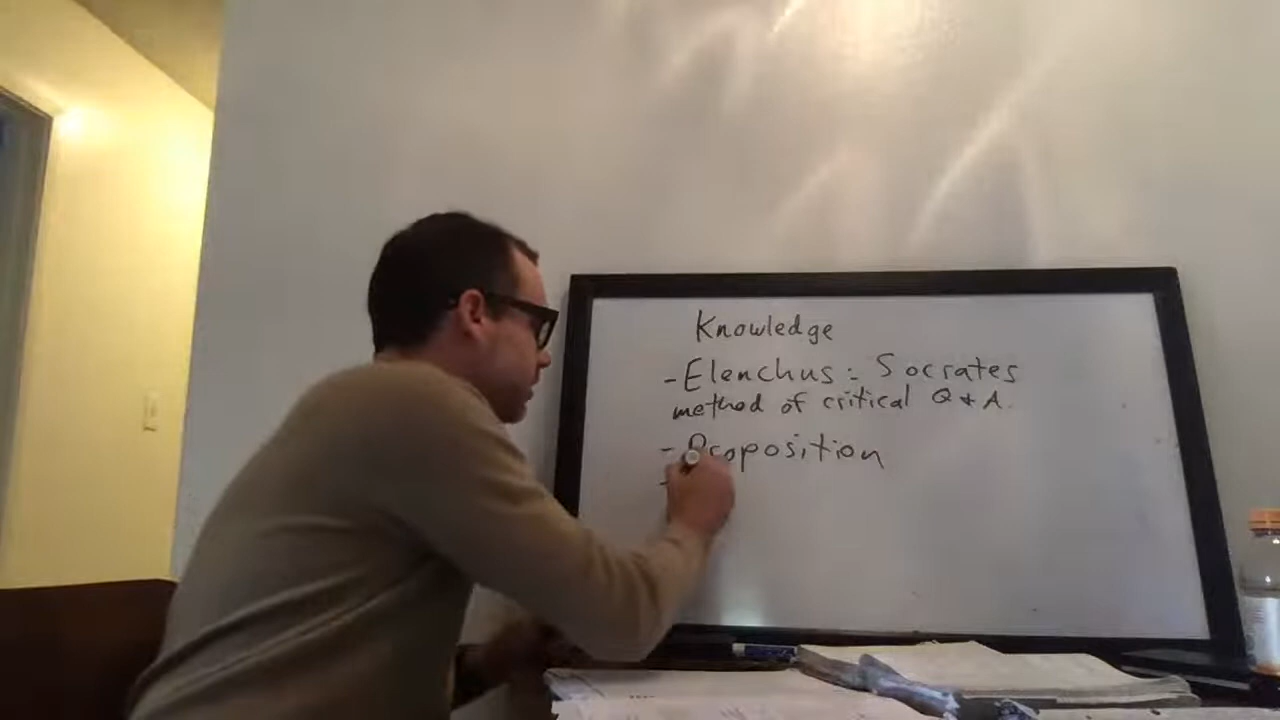 Knowledge
- Elenchus : Socrates
method of critical Q & A.
- Proposition